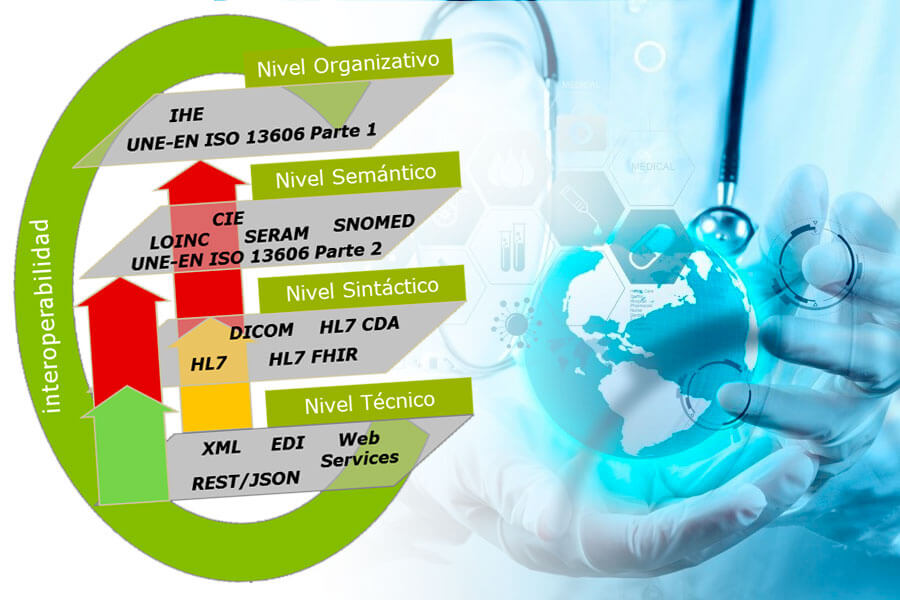 Nivel Organizativo
IHE
UNE-EN ISO 13606 Parte 1
Nivel Semántico
CIE
LOINC SERAM SNOMED
UNE-EN ISO 13606 Parte 2
interoperabilidad
Nivel Sintáctico
DICOM HL7 CDA
HL7 HL7 FHIR
Nivel Técnico
XML EDI Web
Services
REST/JSON
MEDICAL
MEDICAL